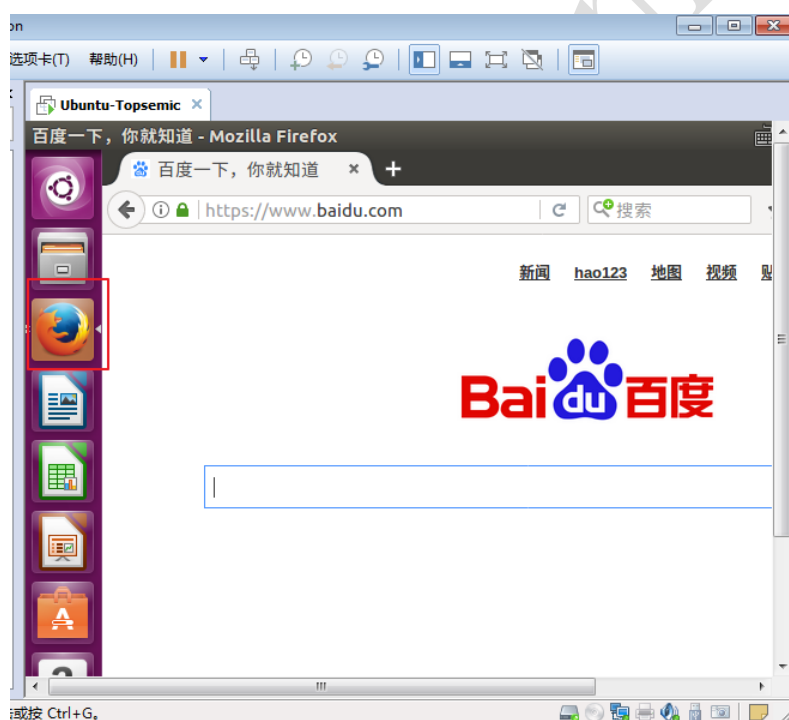 on
选项卡(T) 帮助(H)
Ubuntu-Topsemic
百度一下，你就知道 - Mozilla Firefox
百度一下，你就知道
https://www.baidu.com 搜索
新闻 hao123 地图 视频
Bai du 百度
或按 Ctrl+G。